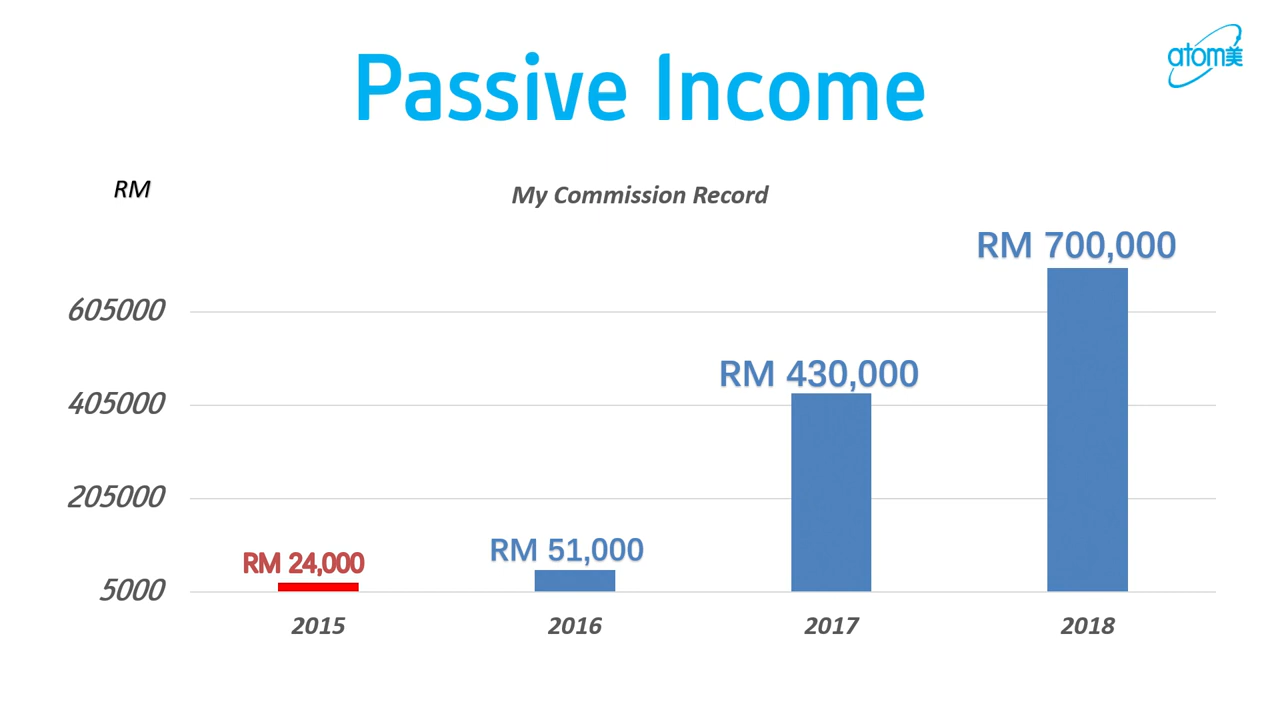 Passive Income
atom美
RM
My Commission Record
RM 700,000
605000
RM 430,000
405000
205000
RM 51,000
RM 24,000
5000
2015
2016
2017
2018